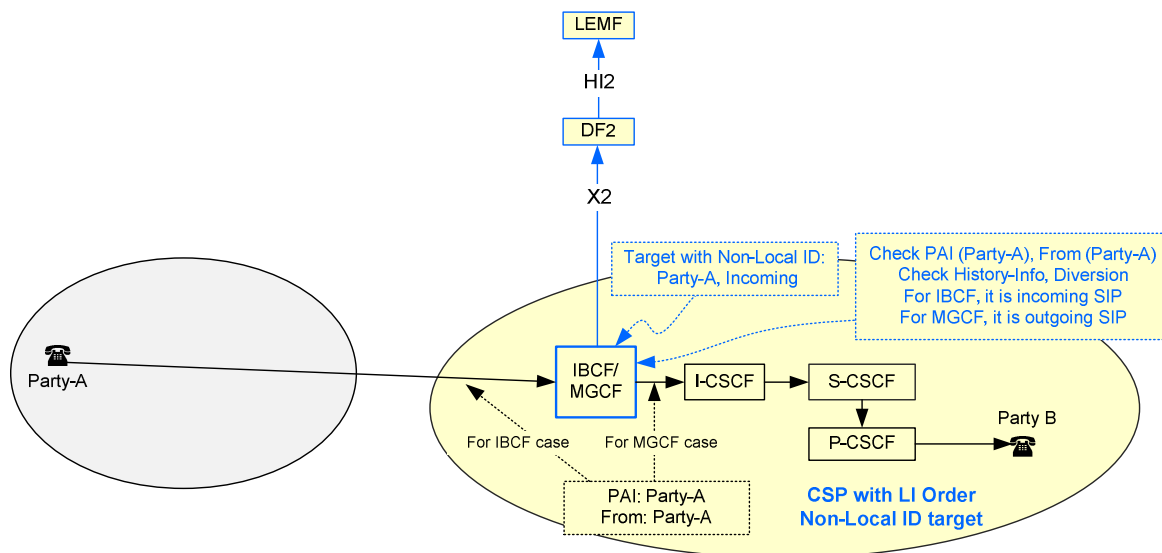 LEMF
HI2
DF2
X2
Target with Non-Local ID:
Party-A, Incoming
Check PAI (Party-A), From (Party-A)
Check History-Info, Diversion
For IBCF, it is incoming SIP
For MGCF, it is outgoing SIP
Party-A
IBCF/
MGCF
I-CSCF
S-CSCF
Party B
P-CSCF
For IBCF case
For MGCF case
PAI: Party-A
From: Party-A
CSP with LI Order
Non-Local ID target